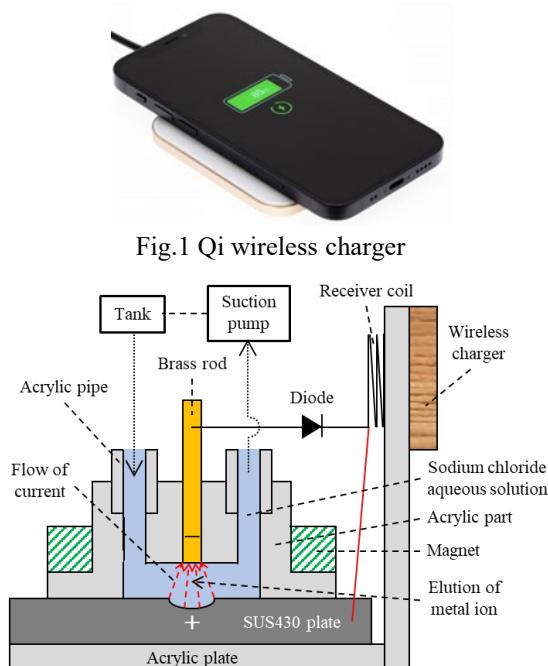 85%
Fig.1 Qi wireless charger
Receiver coil
Tank
Suction
pump
Wireless
charger
Brass rod
Acrylic pipe
Diode
Flow of
current
Sodium chloride
aqueous solution
Acrylic part
Magnet
Elution of
metal ion
−
+
SUS430 plate
Acrylic plate